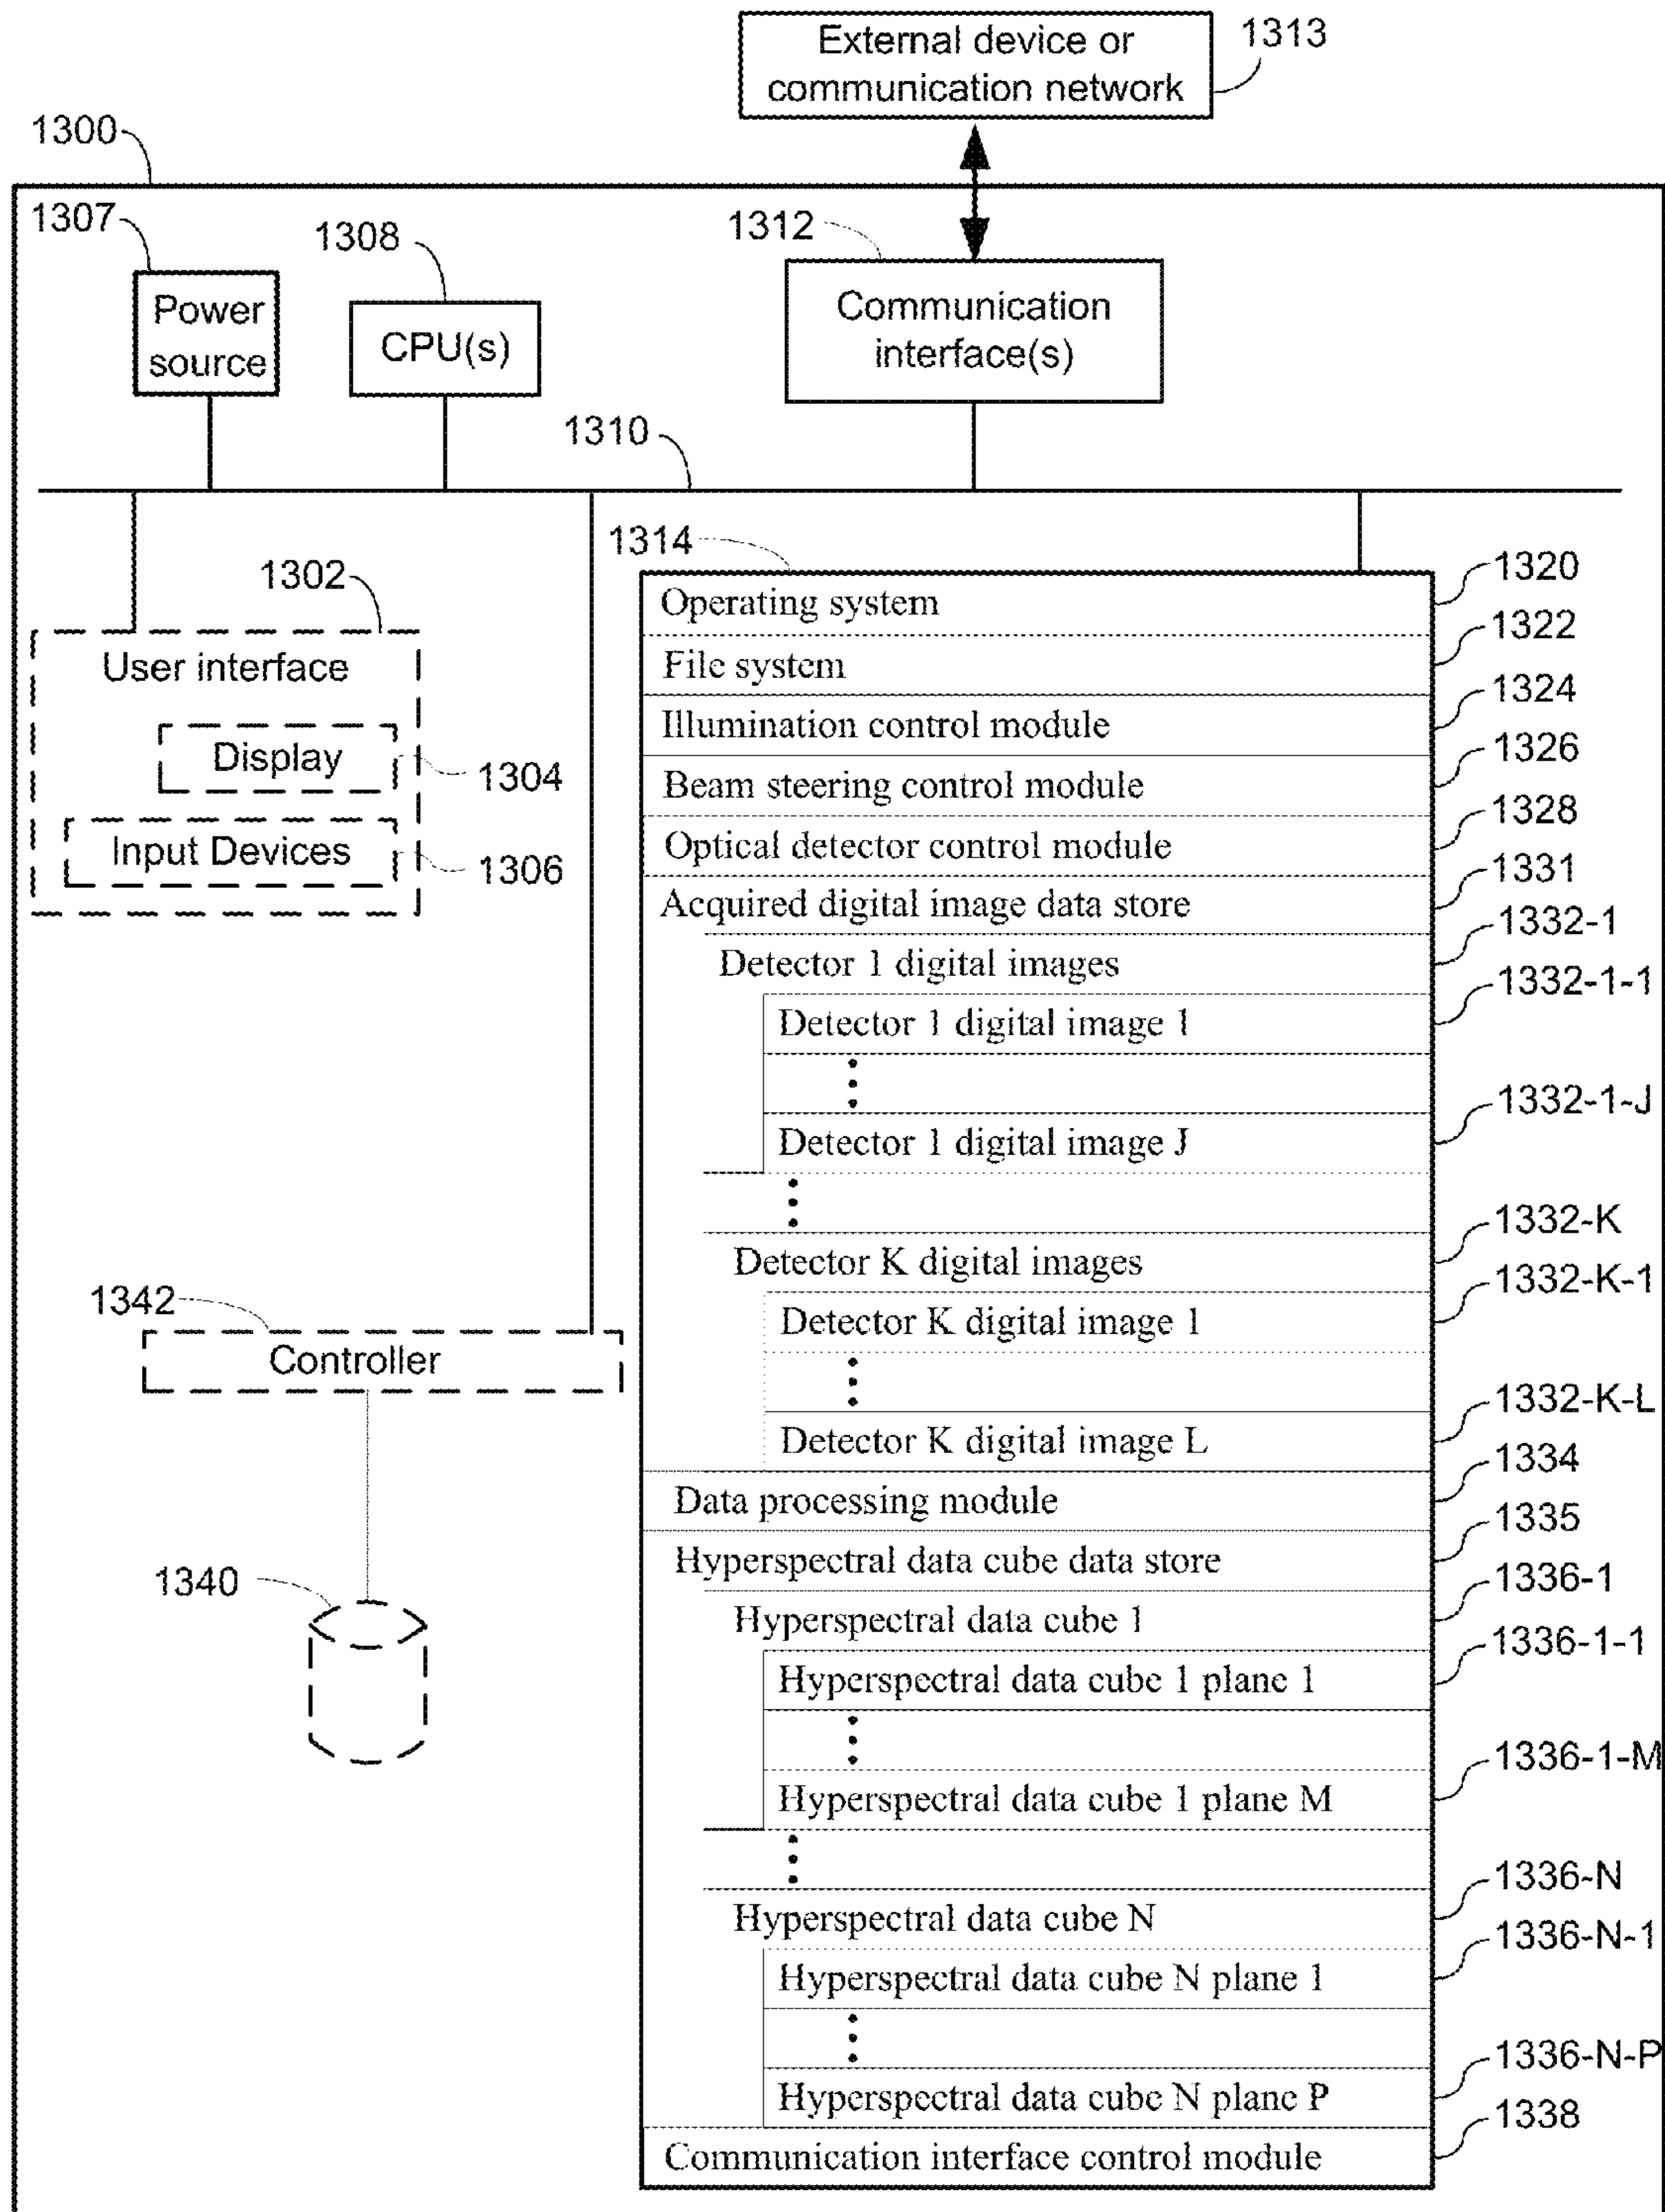 External device or
communication network
1313
1300
1307
Power
source
1308
CPU(s)
1312
Communication
interface(s)
1310
1302
User interface
Display
1304
Input Devices
1306
1314
Operating system
1320
File system
1322
Illumination control module
1324
Beam steering control module
1326
Optical detector control module
1328
Acquired digital image data store
1331
Detector 1 digital images
1332-1
Detector 1 digital image 1
1332-1-1
Detector 1 digital image J
1332-1-J
Detector K digital images
1332-K
Detector K digital image 1
1332-K-1
Detector K digital image L
1332-K-L
1342
Controller
1340
Data processing module
1334
Hyperspectral data cube data store
1335
Hyperspectral data cube 1
1336-1
Hyperspectral data cube 1 plane 1
1336-1-1
Hyperspectral data cube 1 plane M
1336-1-M
Hyperspectral data cube N
1336-N
Hyperspectral data cube N plane 1
1336-N-1
Hyperspectral data cube N plane P
1336-N-P
Communication interface control module
1338